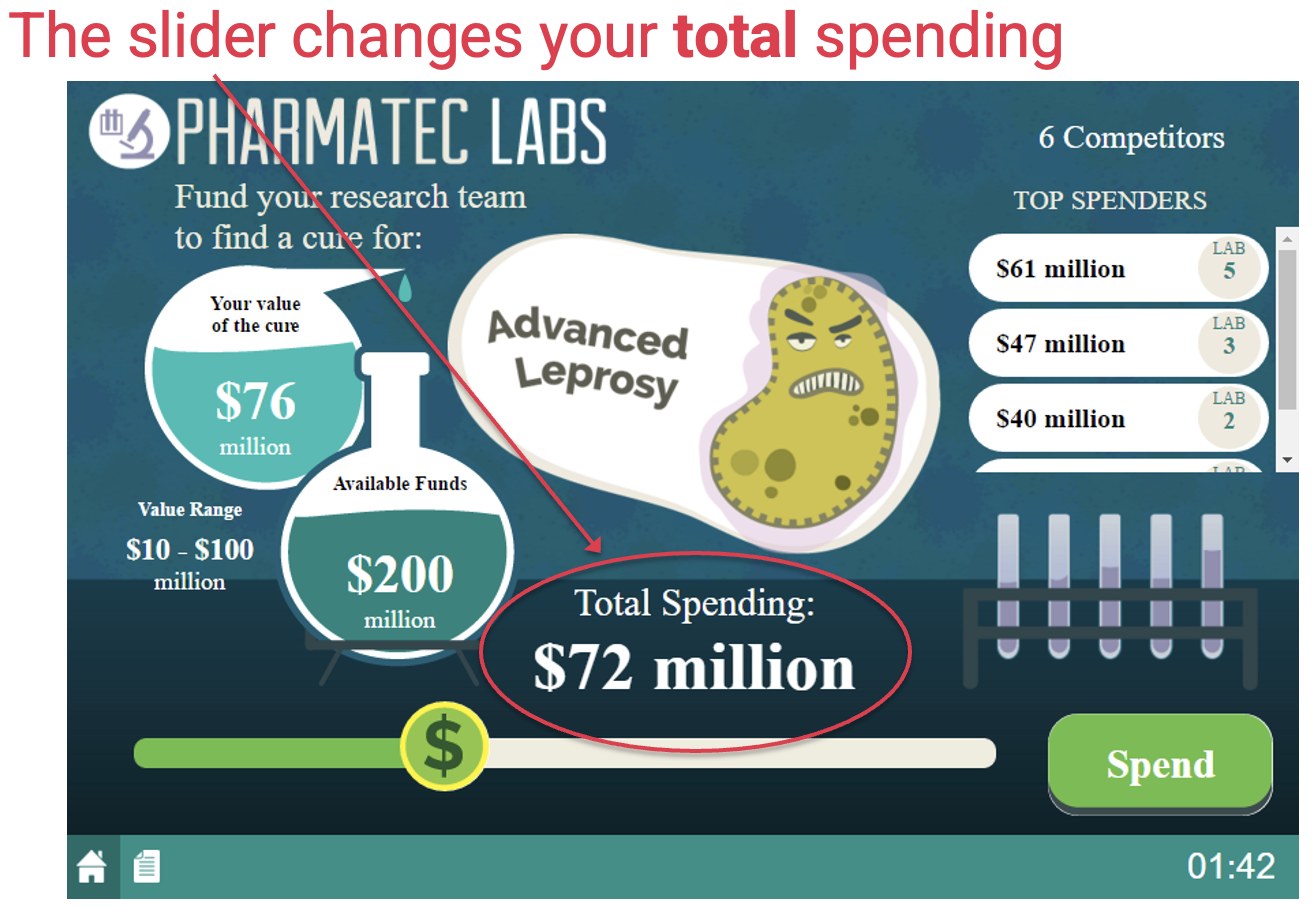 The slider changes your total spending
PHARMATEC LABS
Fund your research team
to find a cure for:
6 Competitors
TOP SPENDERS
$61 million
LAB
5
$47 million
LAB
3
$40 million
LAB
2
LAB
Your value
of the cure
$76
million
Advanced
Leprosy
Available Funds
$200
million
Value Range
$10 - $100
million
Total Spending:
$72 million
$
Spend
01:42